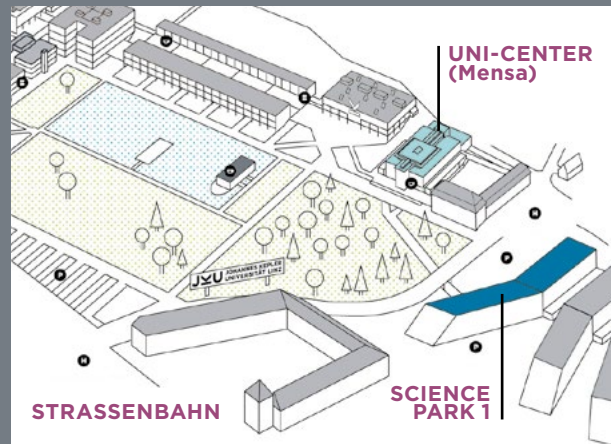 UNI-CENTER
(Mensa)
H
P
P
P
H
JKU JOHANNES KEPLER
UNIVERSITÄT LINZ
STRASSENBAHN
SCIENCE
PARK 1